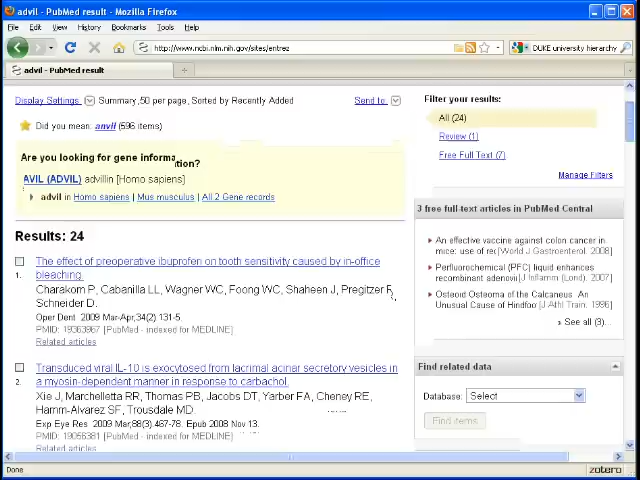 advil - PubMed result - Mozilla Firefox
File Edit View History Bookmarks Tools Help
http://www.ncbi.nlm.nih.gov/sites/entrez
DUKE university hierarchy
advil - PubMed result
Display Settings: Summary, 50 per page, Sorted by Recently Added
Send to:
Did you mean: anvil (596 items)
Are you looking for gene information?
AVIL (ADVIL) advillin [Homo sapiens]
advil in Homo sapiens | Mus musculus | All 2 Gene records
Results: 24
1. The effect of preoperative ibuprofen on tooth sensitivity caused by in-office
bleaching.
Charakorn P, Cabanilla LL, Wagner WC, Foong WC, Shaheen J, Pregitzer R,
Schneider D.
Oper Dent. 2009 Mar-Apr;34(2):131-5.
PMID: 19363967 [PubMed - indexed for MEDLINE]
Related articles
2. Transduced viral IL-10 is exocytosed from lacrimal acinar secretory vesicles in
a myosin-dependent manner in response to carbachol.
Xie J, Marchelletta RR, Thomas PB, Jacobs DT, Yarber FA, Cheney RE,
Hamm-Alvarez SF, Trousdale MD.
Exp Eye Res. 2009 Mar;88(3):467-78. Epub 2008 Nov 13.
PMID: 19056381 [PubMed - indexed for MEDLINE]
Related articles
Filter your results:
All (24)
Review (1)
Free Full Text (7)
Manage Filters
3 free full-text articles in PubMed Central
An effective vaccine against colon cancer in
mice: use of re [World J Gastroenterol. 2008]
Perfluorochemical (PFC) liquid enhances
recombinant adenovi [J Inflamm (Lond). 2007]
Osteoid Osteoma of the Calcaneus: An
Unusual Cause of Hindfoo [J Ath Train. 1996]
» See all (3)...
Find related data
Database: Select
Find items
Done
zotero